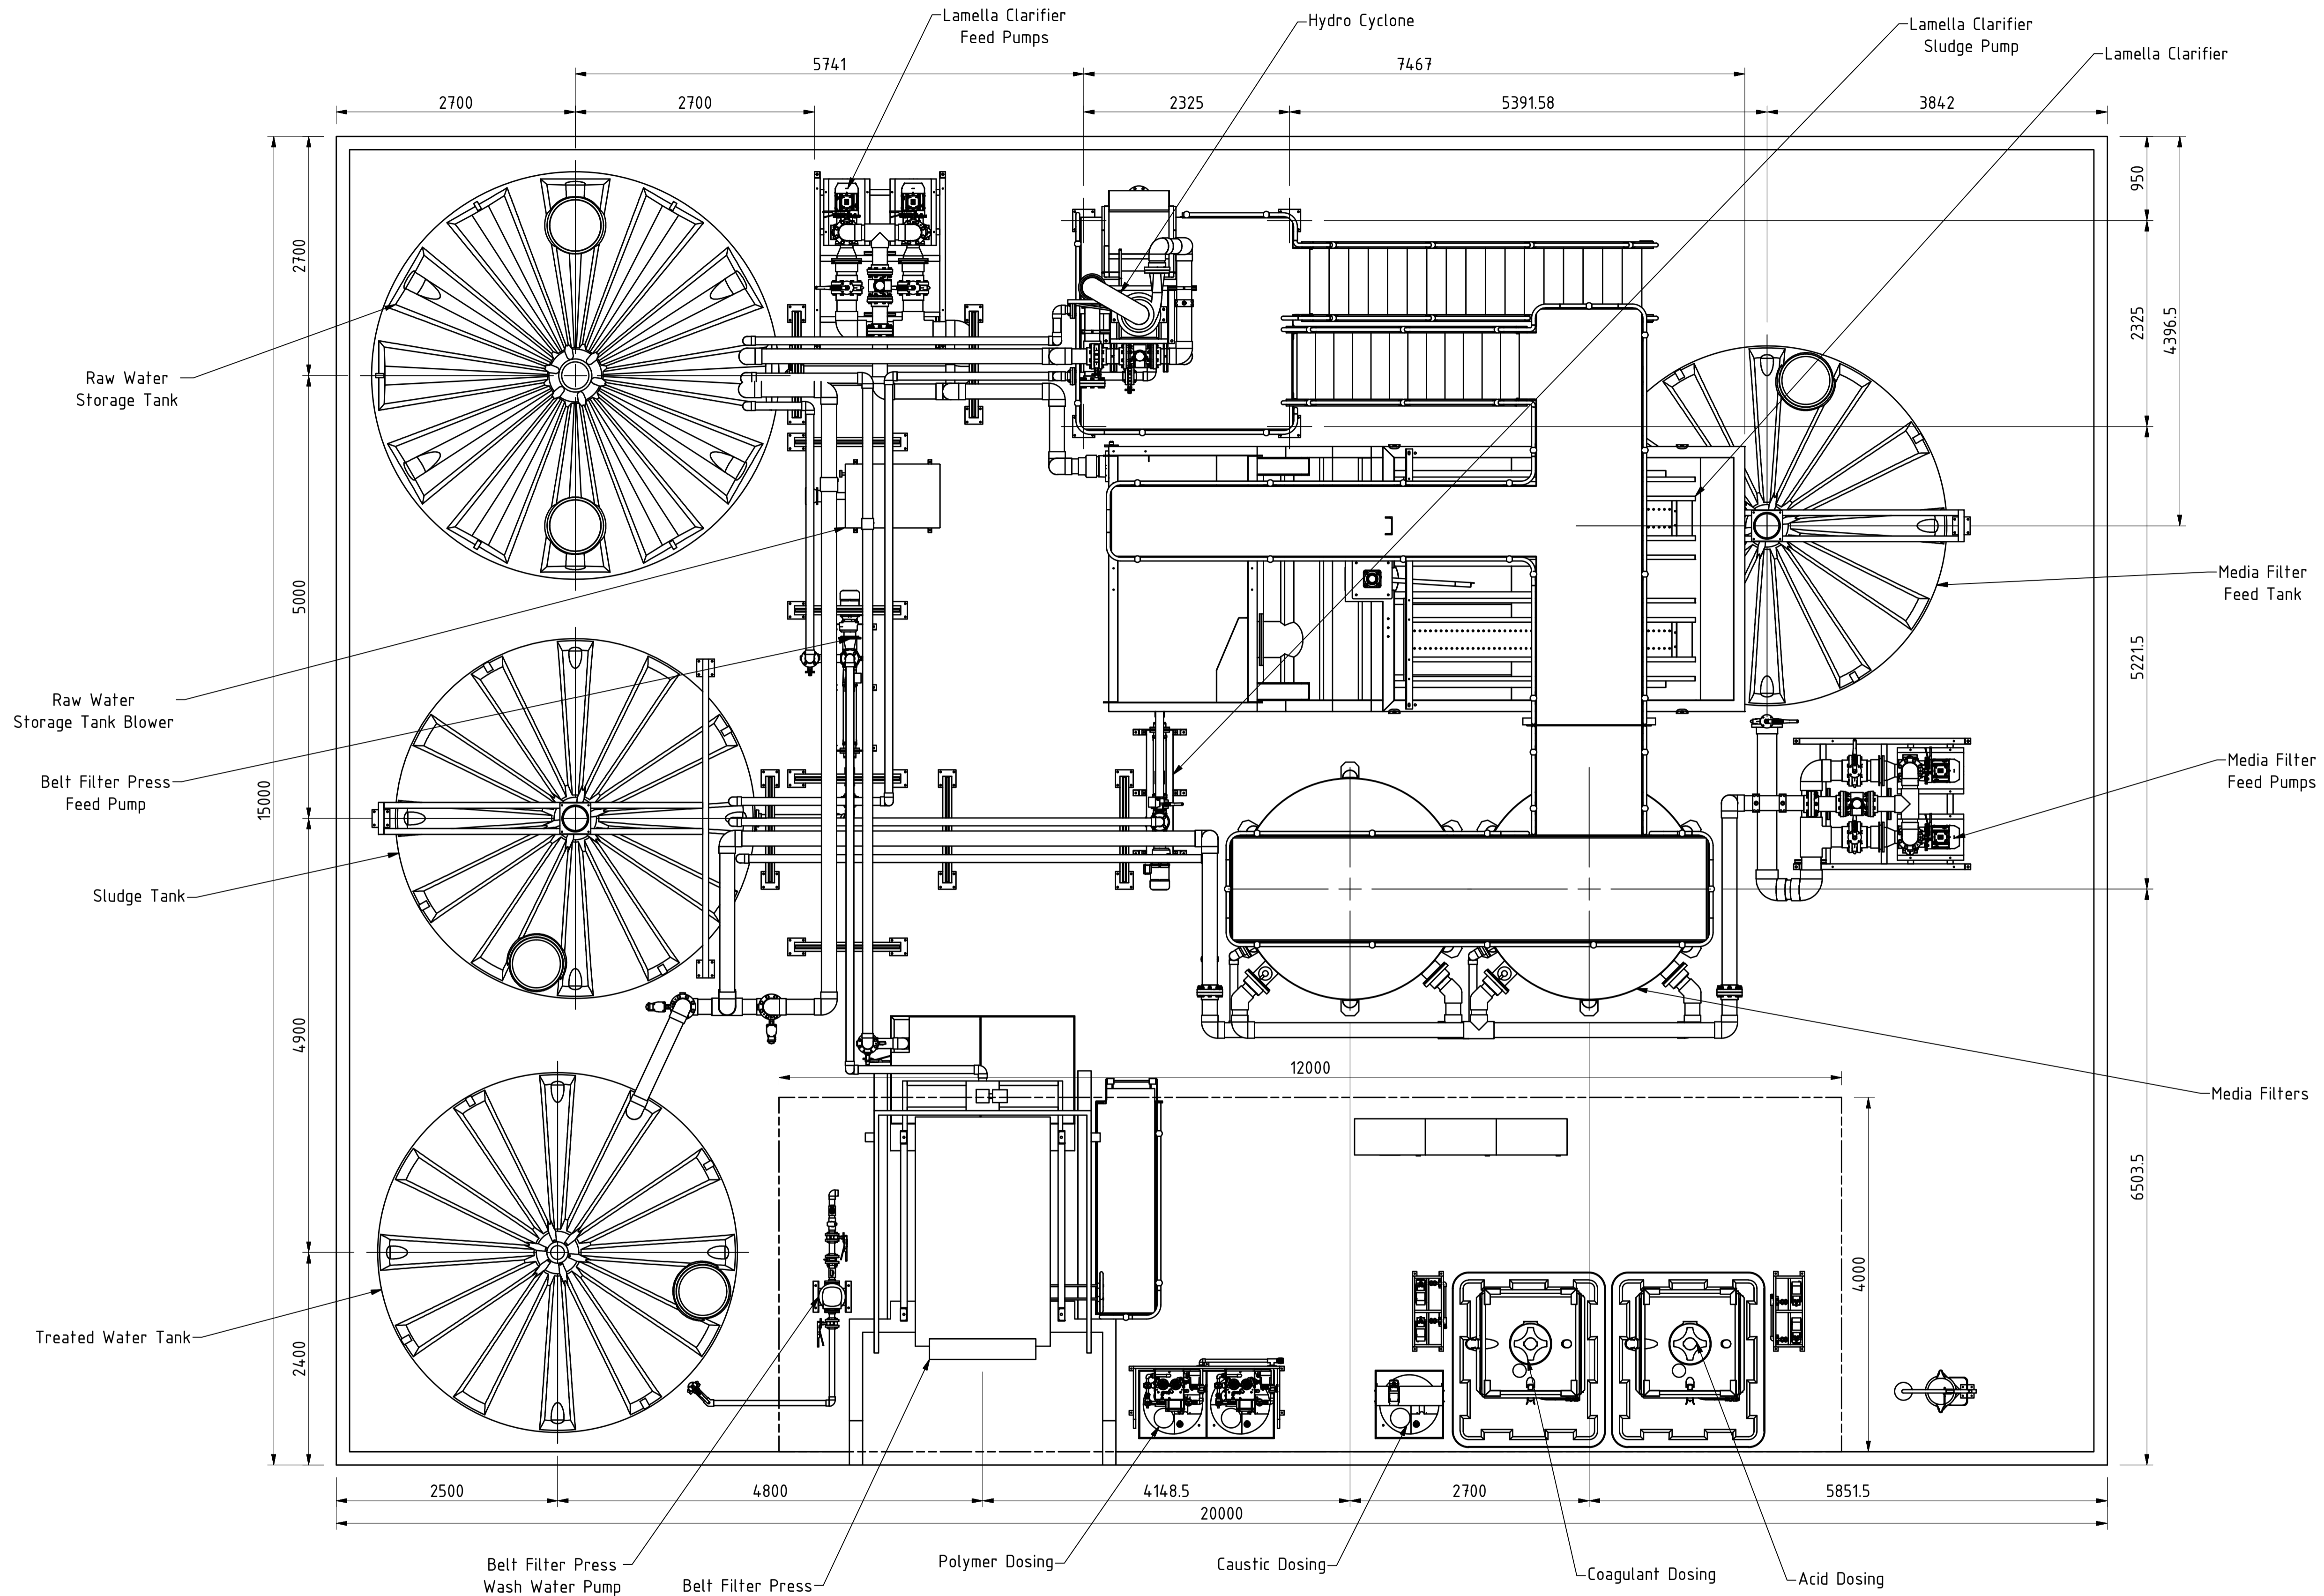 Lamella Clarifier
Feed Pumps
Hydro Cyclone
Lamella Clarifier
Sludge Pump
Lamella Clarifier
5741
7467
2700
2700
2325
5391.58
3842
950
2700
2325
4396.5
Raw Water
Storage Tank
Media Filter
Feed Tank
5000
5221.5
Raw Water
Storage Tank Blower
Belt Filter Press
Feed Pump
15000
Media Filter
Feed Pumps
Sludge Tank
4900
12000
Media Filters
6503.5
4000
Treated Water Tank
2400
2500
4800
4148.5
2700
5851.5
20000
Belt Filter Press
Wash Water Pump
Belt Filter Press
Polymer Dosing
Caustic Dosing
Coagulant Dosing
Acid Dosing